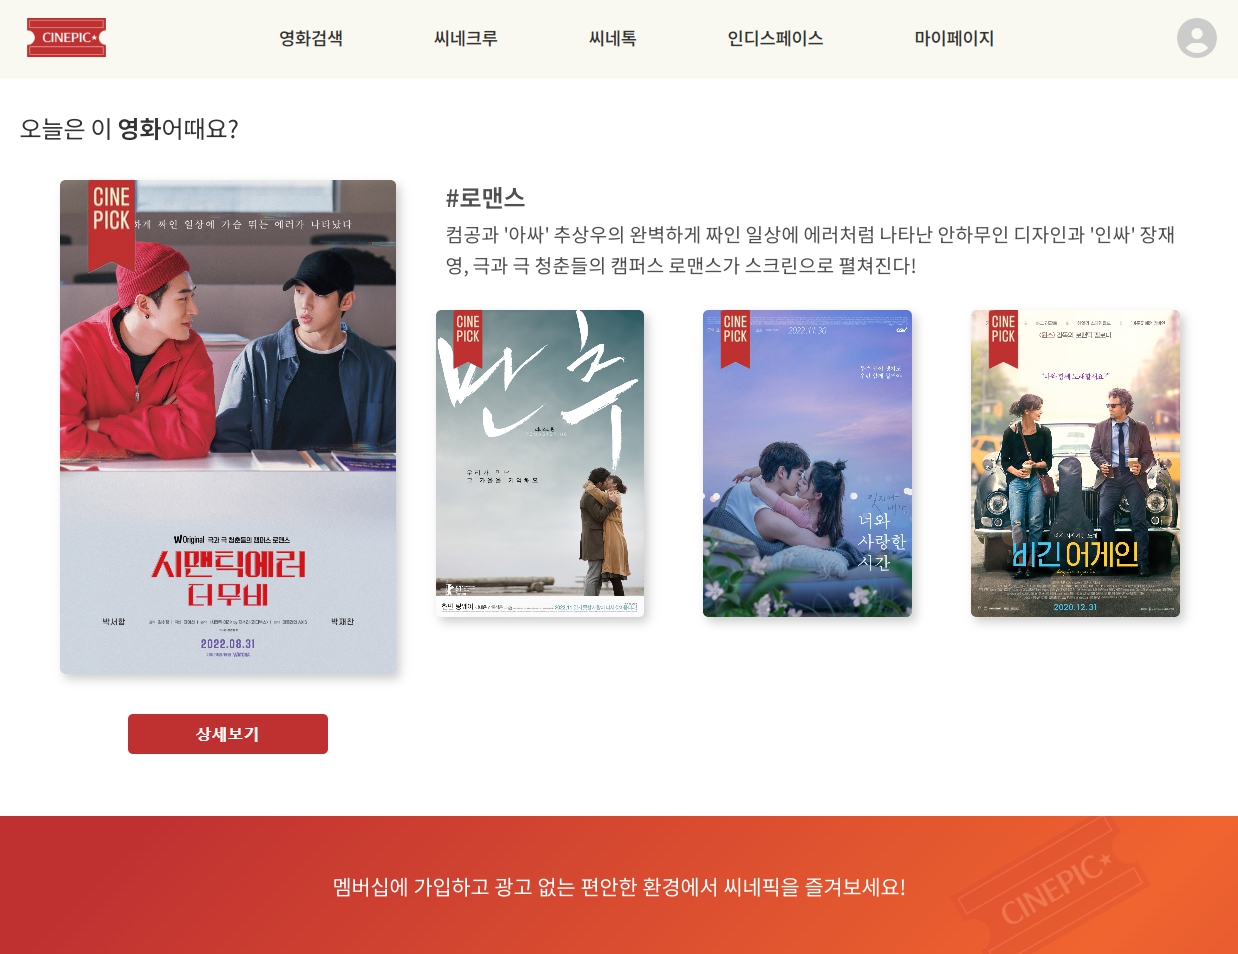 CINEPIC
영화검색
씨네크루
씨네톡
인디스페이스
마이페이지
오늘은 이 영화어때요?
CINE
PICK
하게 짜인 일상에 가슴 뛰는 에러가 나타났다
W Original 극과 극 청춘들의 캠퍼스 로맨스
시맨틱에러
더 무비
박서함
박재찬
2022.08.31
상세보기
#로맨스
컴공과 '아싸' 추상우의 완벽하게 짜인 일상에 에러처럼 나타난 안하무인 디자인과 '인싸' 장재
영, 극과 극 청춘들의 캠퍼스 로맨스가 스크린으로 펼쳐진다!
CINE
PICK
만추
CINE
PICK
2022.11.30
너와
사랑한
시간
CINE
PICK
비긴 어게인
2020.12.31
멤버십에 가입하고 광고 없는 편안한 환경에서 씨네픽을 즐겨보세요!
CINEPIC